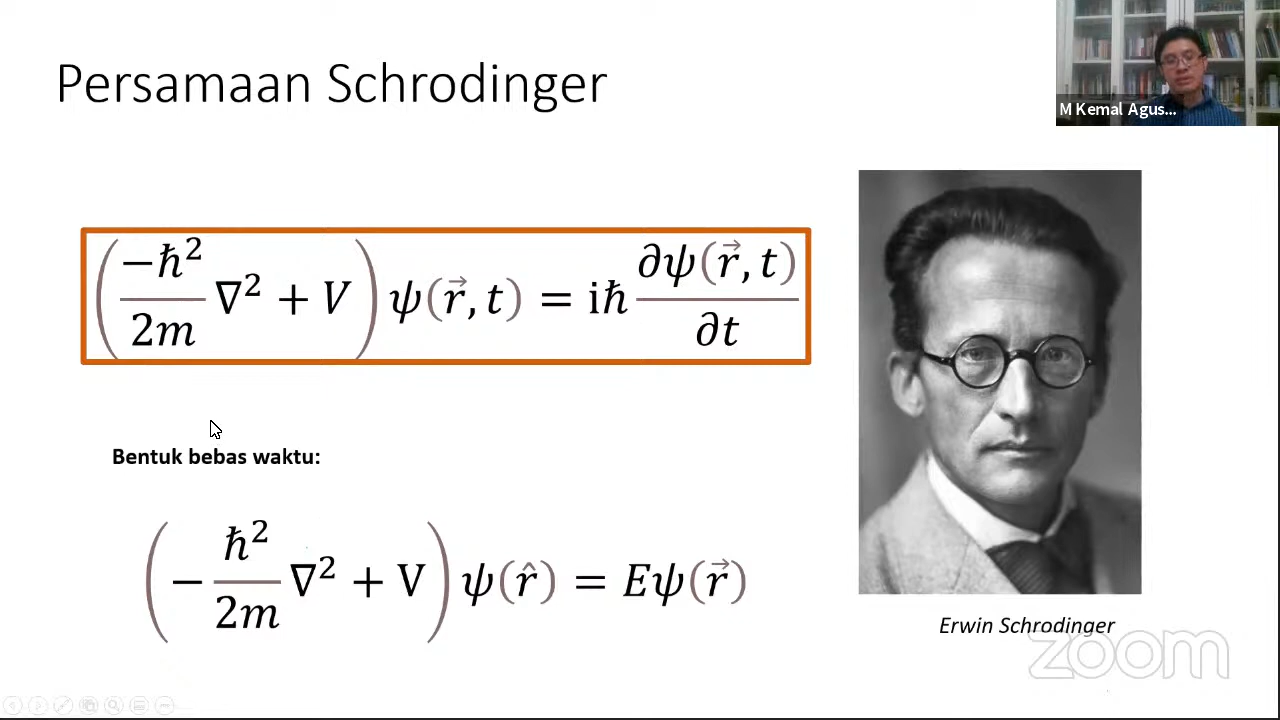 Persamaan Schrodinger
M Kemal Agus...
(−ħ²/2m ∇² + V) ψ(r⃗, t) = iħ ∂ψ(r⃗, t)/∂t
Bentuk bebas waktu:
(− ħ²/2m ∇² + V) ψ(r̂) = Eψ(r⃗)
Erwin Schrodinger
zoom